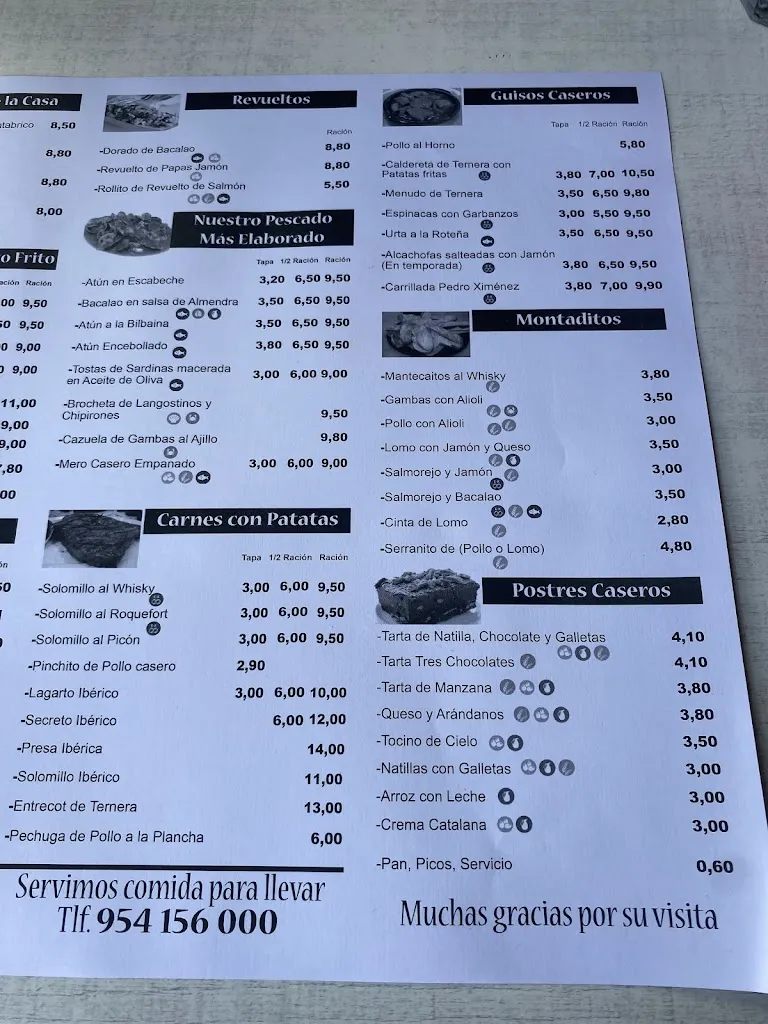 la Casa
tabrico 8,50
8,80
8,80
8,00
o Frito
ación Ración
00 9,50
50 9,50
0 9,00
0 9,00
11,00
9,00
9,00
7,80
00
ón
50
Revueltos
Ración
-Dorado de Bacalao 8,80
-Revuelto de Papas Jamón 8,80
-Rollito de Revuelto de Salmón 5,50
Nuestro Pescado
Más Elaborado
Tapa 1/2 Ración Ración
-Atún en Escabeche 3,20 6,50 9,50
-Bacalao en salsa de Almendra 3,50 6,50 9,50
-Atún a la Bilbaina 3,50 6,50 9,50
-Atún Encebollado 3,80 6,50 9,50
-Tostas de Sardinas macerada
en Aceite de Oliva 3,00 6,00 9,00
-Brocheta de Langostinos y
Chipirones 9,50
-Cazuela de Gambas al Ajillo 9,80
-Mero Casero Empanado 3,00 6,00 9,00
Carnes con Patatas
Tapa 1/2 Ración Ración
-Solomillo al Whisky 3,00 6,00 9,50
-Solomillo al Roquefort 3,00 6,00 9,50
-Solomillo al Picón 3,00 6,00 9,50
-Pinchito de Pollo casero 2,90
-Lagarto Ibérico 3,00 6,00 10,00
-Secreto Ibérico 6,00 12,00
-Presa Ibérica 14,00
-Solomillo Ibérico 11,00
-Entrecot de Ternera 13,00
-Pechuga de Pollo a la Plancha 6,00
Servimos comida para llevar
Tlf. 954 156 000
Guisos Caseros
Tapa 1/2 Ración Ración
-Pollo al Horno 5,80
-Caldereta de Ternera con
Patatas fritas 3,80 7,00 10,50
-Menudo de Ternera 3,50 6,50 9,80
-Espinacas con Garbanzos 3,00 5,50 9,50
-Urta a la Roteña 3,50 6,50 9,50
-Alcachofas salteadas con Jamón
(En temporada) 3,80 6,50 9,50
-Carrillada Pedro Ximénez 3,80 7,00 9,90
Montaditos
-Mantecaitos al Whisky 3,80
-Gambas con Alioli 3,50
-Pollo con Alioli 3,00
-Lomo con Jamón y Queso 3,50
-Salmorejo y Jamón 3,00
-Salmorejo y Bacalao 3,50
-Cinta de Lomo 2,80
-Serranito de (Pollo o Lomo) 4,80
Postres Caseros
-Tarta de Natilla, Chocolate y Galletas 4,10
-Tarta Tres Chocolates 4,10
-Tarta de Manzana 3,80
-Queso y Arándanos 3,80
-Tocino de Cielo 3,50
-Natillas con Galletas 3,00
-Arroz con Leche 3,00
-Crema Catalana 3,00
-Pan, Picos, Servicio 0,60
Muchas gracias por su visita